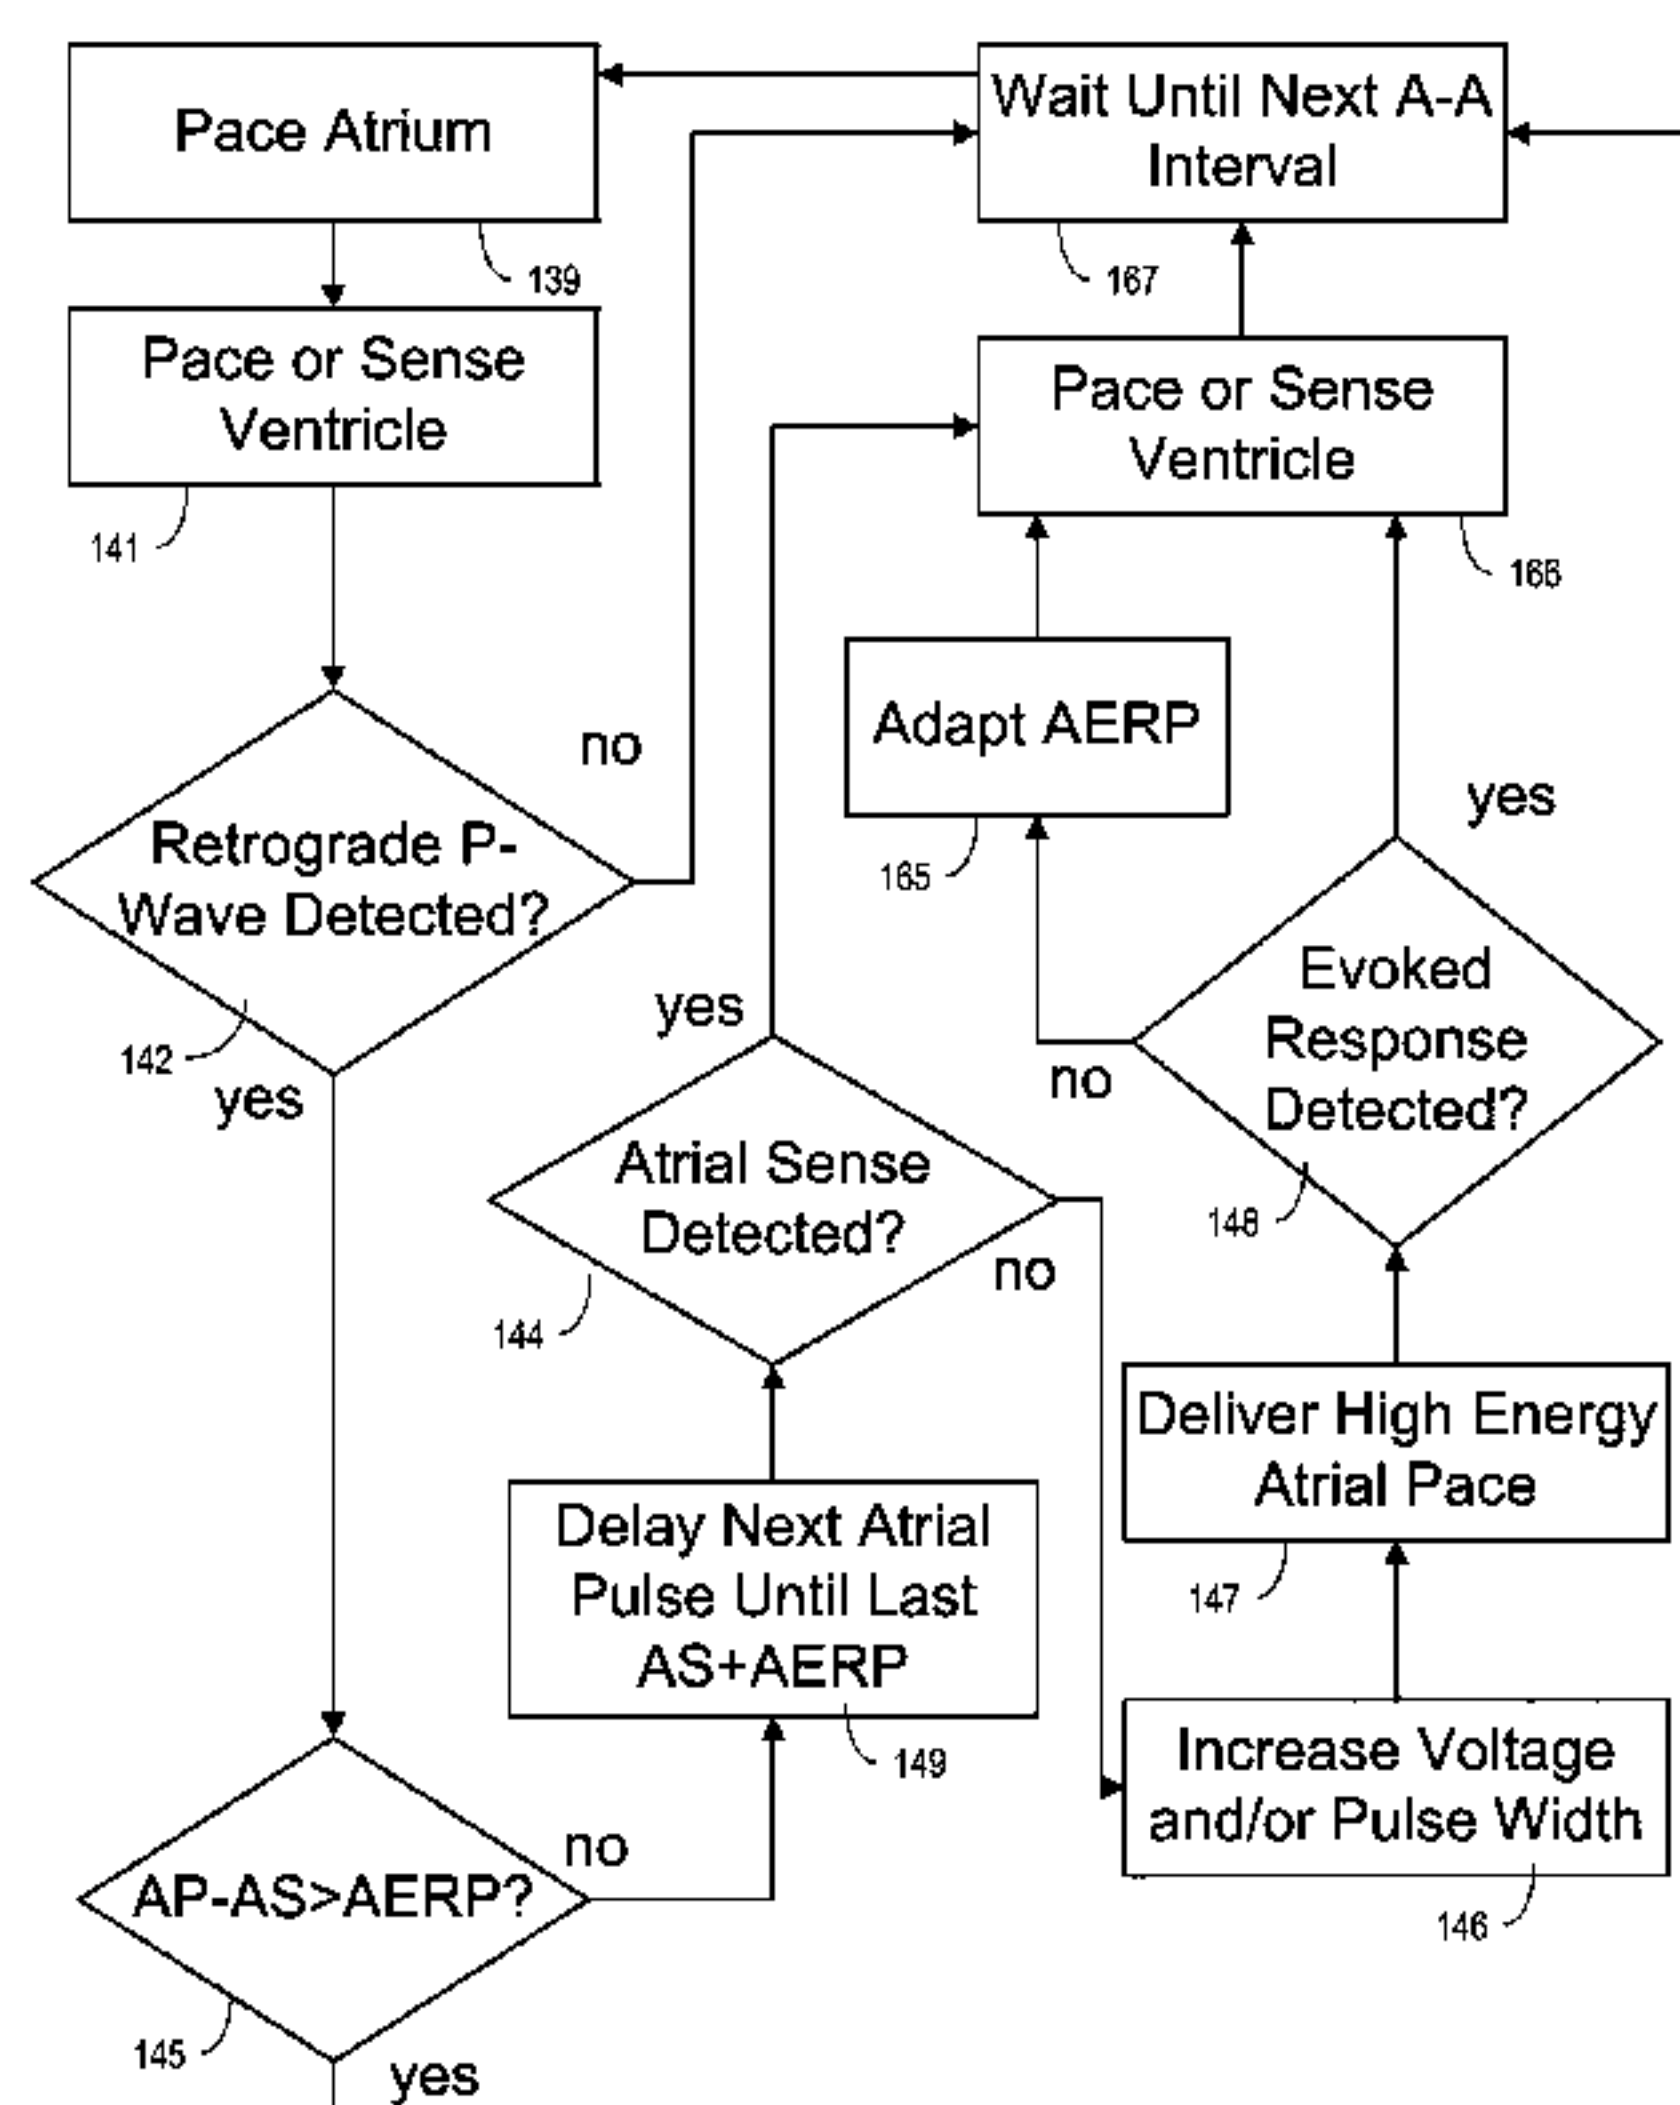 Pace Atrium
139
Wait Until Next A-A
Interval
167
Pace or Sense
Ventricle
141
Pace or Sense
Ventricle
166
no
Adapt AERP
165
yes
Retrograde P-
Wave Detected?
142
yes
yes
Evoked
Response
Detected?
no
148
Atrial Sense
Detected?
no
144
Deliver High Energy
Atrial Pace
147
Delay Next Atrial
Pulse Until Last
AS+AERP
149
Increase Voltage
and/or Pulse Width
146
no
AP-AS>AERP?
145
yes